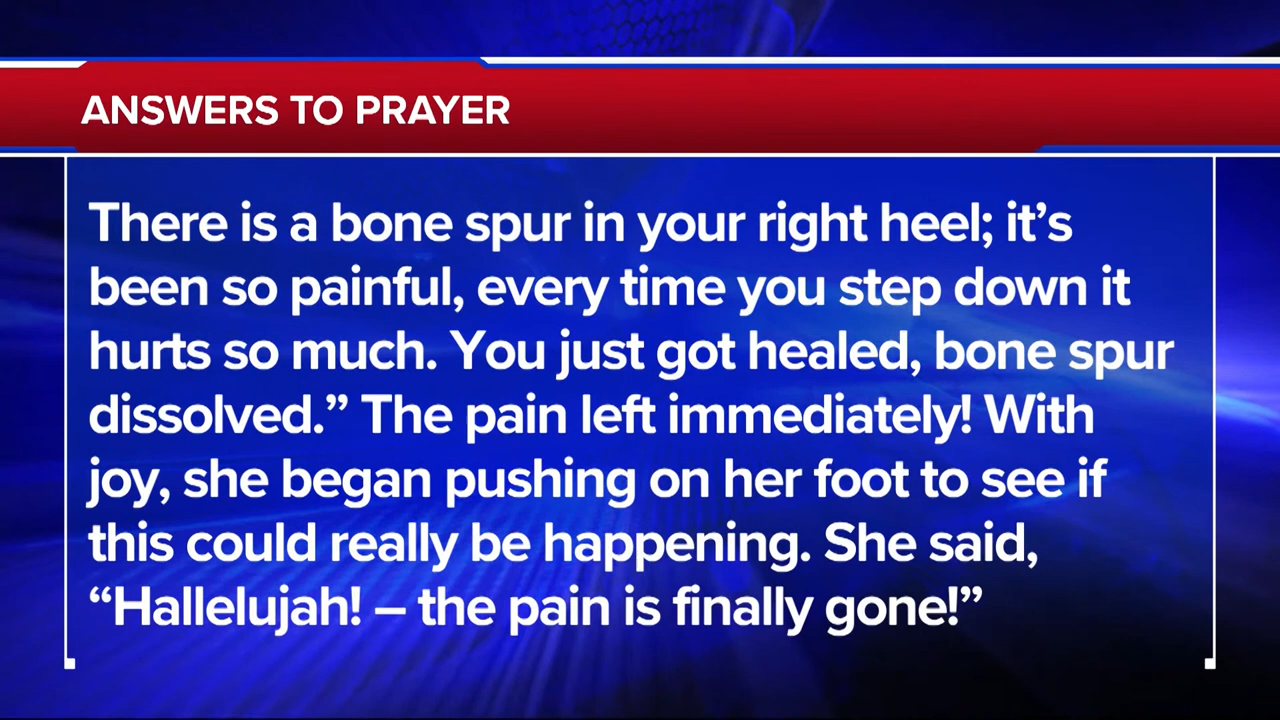 ANSWERS TO PRAYER
There is a bone spur in your right heel; it’s
been so painful, every time you step down it
hurts so much. You just got healed, bone spur
dissolved.” The pain left immediately! With
joy, she began pushing on her foot to see if
this could really be happening. She said,
“Hallelujah! – the pain is finally gone!”